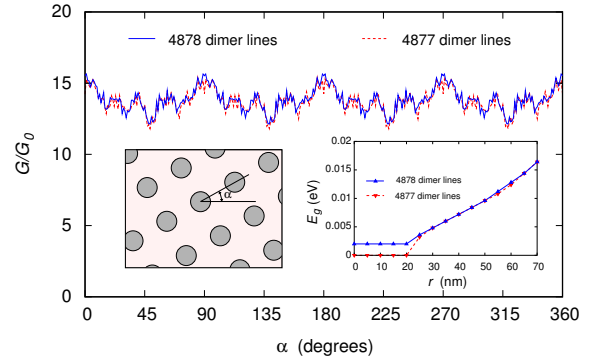 20
15
10
5
0
G/G0
4878 dimer lines
4877 dimer lines
α
0.02
0.015
0.01
0.005
0
Eg (eV)
4878 dimer lines
4877 dimer lines
0 10 20 30 40 50 60 70
r (nm)
0 45 90 135 180 225 270 315 360
α (degrees)